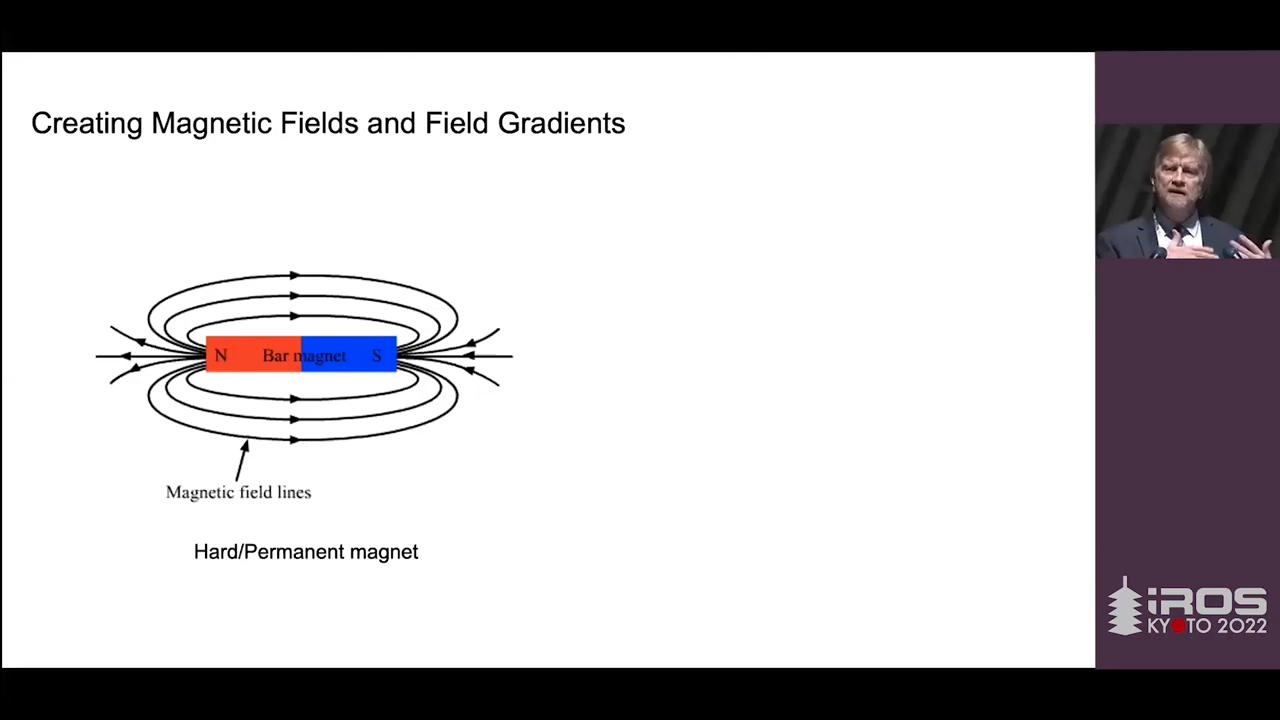 Creating Magnetic Fields and Field Gradients
N Bar magnet S
Magnetic field lines
Hard/Permanent magnet
iROS
KYOTO 2022